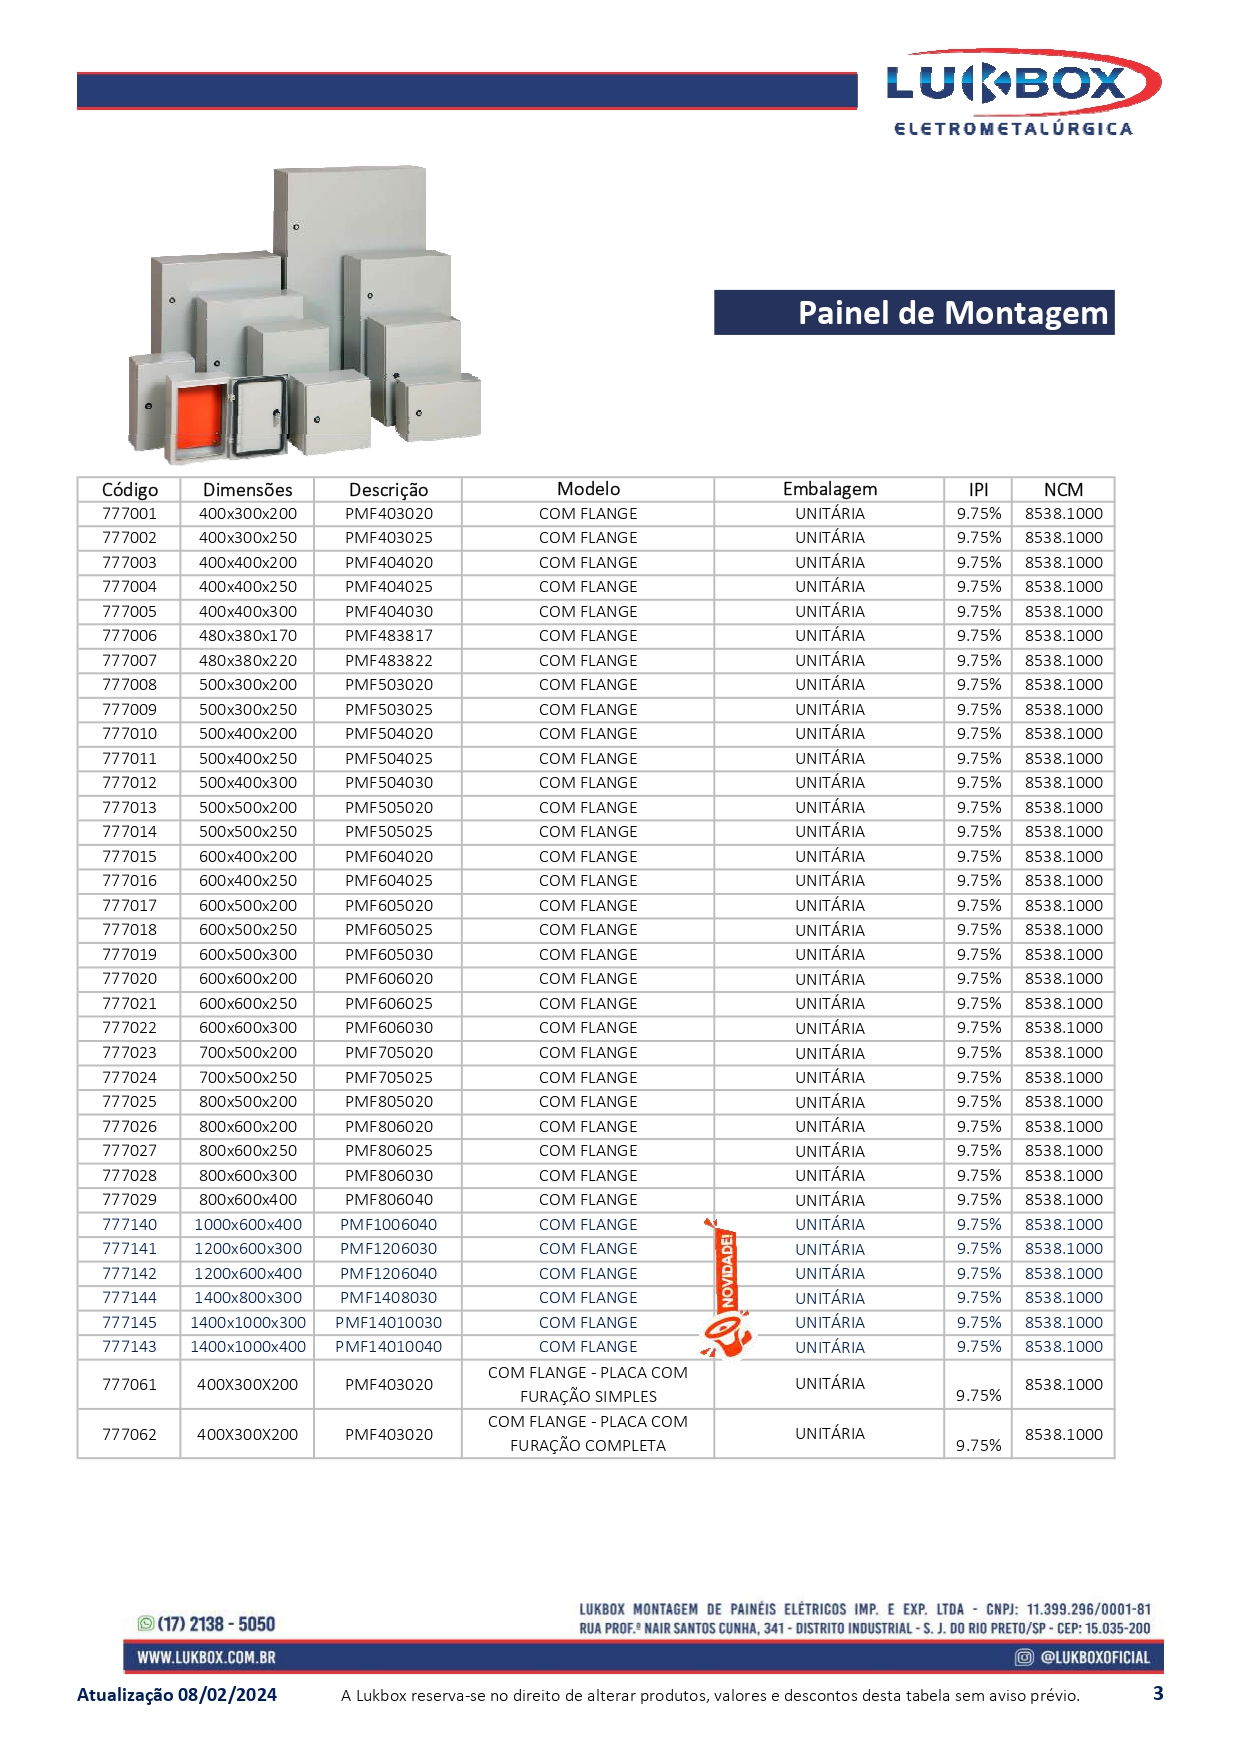 LUKBOX
ELETROMETALÚRGICA
Painel de Montagem
Código Dimensões Descrição Modelo Embalagem IPI NCM
777001 400x300x200 PMF403020 COM FLANGE UNITÁRIA 9.75% 8538.1000
777002 400x300x250 PMF403025 COM FLANGE UNITÁRIA 9.75% 8538.1000
777003 400x400x200 PMF404020 COM FLANGE UNITÁRIA 9.75% 8538.1000
777004 400x400x250 PMF404025 COM FLANGE UNITÁRIA 9.75% 8538.1000
777005 400x400x300 PMF404030 COM FLANGE UNITÁRIA 9.75% 8538.1000
777006 480x380x170 PMF483817 COM FLANGE UNITÁRIA 9.75% 8538.1000
777007 480x380x220 PMF483822 COM FLANGE UNITÁRIA 9.75% 8538.1000
777008 500x300x200 PMF503020 COM FLANGE UNITÁRIA 9.75% 8538.1000
777009 500x300x250 PMF503025 COM FLANGE UNITÁRIA 9.75% 8538.1000
777010 500x400x200 PMF504020 COM FLANGE UNITÁRIA 9.75% 8538.1000
777011 500x400x250 PMF504025 COM FLANGE UNITÁRIA 9.75% 8538.1000
777012 500x400x300 PMF504030 COM FLANGE UNITÁRIA 9.75% 8538.1000
777013 500x500x200 PMF505020 COM FLANGE UNITÁRIA 9.75% 8538.1000
777014 500x500x250 PMF505025 COM FLANGE UNITÁRIA 9.75% 8538.1000
777015 600x400x200 PMF604020 COM FLANGE UNITÁRIA 9.75% 8538.1000
777016 600x400x250 PMF604025 COM FLANGE UNITÁRIA 9.75% 8538.1000
777017 600x500x200 PMF605020 COM FLANGE UNITÁRIA 9.75% 8538.1000
777018 600x500x250 PMF605025 COM FLANGE UNITÁRIA 9.75% 8538.1000
777019 600x500x300 PMF605030 COM FLANGE UNITÁRIA 9.75% 8538.1000
777020 600x600x200 PMF606020 COM FLANGE UNITÁRIA 9.75% 8538.1000
777021 600x600x250 PMF606025 COM FLANGE UNITÁRIA 9.75% 8538.1000
777022 600x600x300 PMF606030 COM FLANGE UNITÁRIA 9.75% 8538.1000
777023 700x500x200 PMF705020 COM FLANGE UNITÁRIA 9.75% 8538.1000
777024 700x500x250 PMF705025 COM FLANGE UNITÁRIA 9.75% 8538.1000
777025 800x500x200 PMF805020 COM FLANGE UNITÁRIA 9.75% 8538.1000
777026 800x600x200 PMF806020 COM FLANGE UNITÁRIA 9.75% 8538.1000
777027 800x600x250 PMF806025 COM FLANGE UNITÁRIA 9.75% 8538.1000
777028 800x600x300 PMF806030 COM FLANGE UNITÁRIA 9.75% 8538.1000
777029 800x600x400 PMF806040 COM FLANGE UNITÁRIA 9.75% 8538.1000
777140 1000x600x400 PMF1006040 COM FLANGE UNITÁRIA 9.75% 8538.1000
777141 1200x600x300 PMF1206030 COM FLANGE UNITÁRIA 9.75% 8538.1000
777142 1200x600x400 PMF1206040 COM FLANGE UNITÁRIA 9.75% 8538.1000
777144 1400x800x300 PMF1408030 COM FLANGE UNITÁRIA 9.75% 8538.1000
777145 1400x1000x300 PMF14010030 COM FLANGE UNITÁRIA 9.75% 8538.1000
777143 1400x1000x400 PMF14010040 COM FLANGE UNITÁRIA 9.75% 8538.1000
NOVIDADE!
777061 400X300X200 PMF403020 COM FLANGE - PLACA COM
FURAÇÃO SIMPLES UNITÁRIA 9.75% 8538.1000
777062 400X300X200 PMF403020 COM FLANGE - PLACA COM
FURAÇÃO COMPLETA UNITÁRIA 9.75% 8538.1000
(17) 2138 - 5050
LUKBOX MONTAGEM DE PAINÉIS ELÉTRICOS IMP. E EXP. LTDA - CNPJ: 11.399.296/0001-81
RUA PROF.ª NAIR SANTOS CUNHA, 341 - DISTRITO INDUSTRIAL - S. J. DO RIO PRETO/SP - CEP: 15.035-200
WWW.LUKBOX.COM.BR @LUKBOXOFICIAL
Atualização 08/02/2024 A Lukbox reserva-se no direito de alterar produtos, valores e descontos desta tabela sem aviso prévio. 3